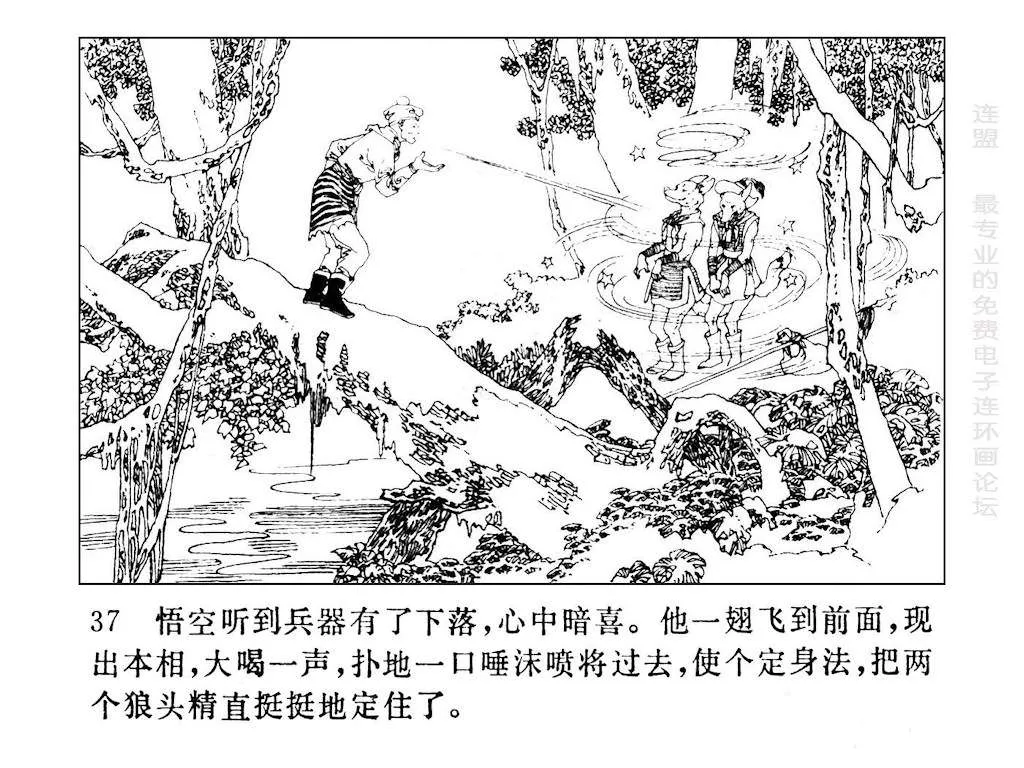 37 悟空听到兵器有了下落,心中暗喜。他一翅飞到前面,现
出本相,大喝一声,扑地一口唾沫喷将过去,使个定身法,把两
个狼头精直挺挺地定住了。
连盟 最专业的免费电子连环画论坛